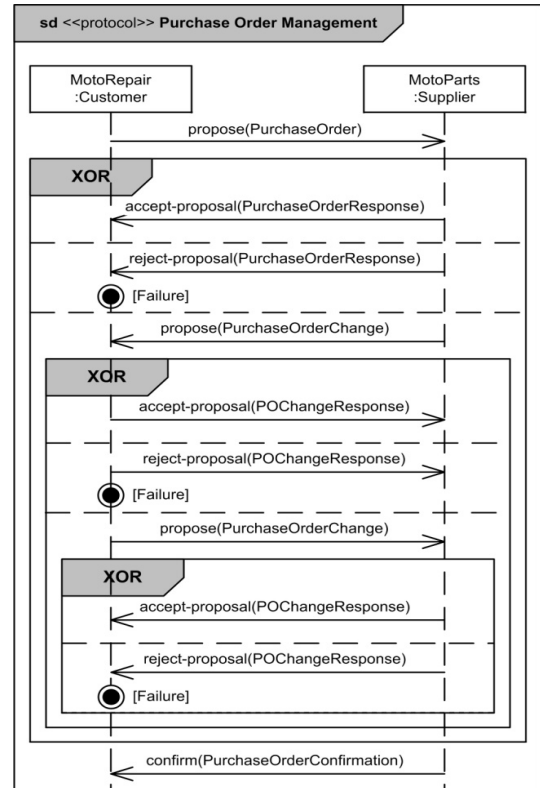 sd <<protocol>> Purchase Order Management
MotoRepair
:Customer
MotoParts
:Supplier
propose(PurchaseOrder)
XOR
accept-proposal(PurchaseOrderResponse)
reject-proposal(PurchaseOrderResponse)
[Failure]
propose(PurchaseOrderChange)
XOR
accept-proposal(POChangeResponse)
reject-proposal(POChangeResponse)
[Failure]
propose(PurchaseOrderChange)
XOR
accept-proposal(POChangeResponse)
reject-proposal(POChangeResponse)
[Failure]
confirm(PurchaseOrderConfirmation)